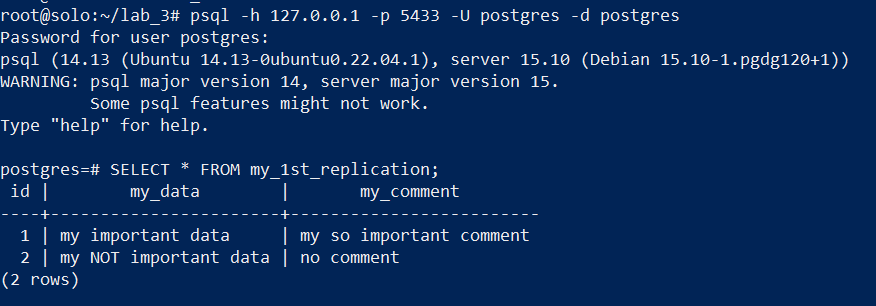 root@solo:~/lab_3# psql -h 127.0.0.1 -p 5433 -U postgres -d postgres
Password for user postgres:
psql (14.13 (Ubuntu 14.13-0ubuntu0.22.04.1), server 15.10 (Debian 15.10-1.pgdg120+1))
WARNING: psql major version 14, server major version 15.
         Some psql features might not work.
Type "help" for help.

postgres=# SELECT * FROM my_1st_replication;
 id |        my_data        |       my_comment
----+-----------------------+-------------------------
  1 | my important data     | my so important comment
  2 | my NOT important data | no comment
(2 rows)